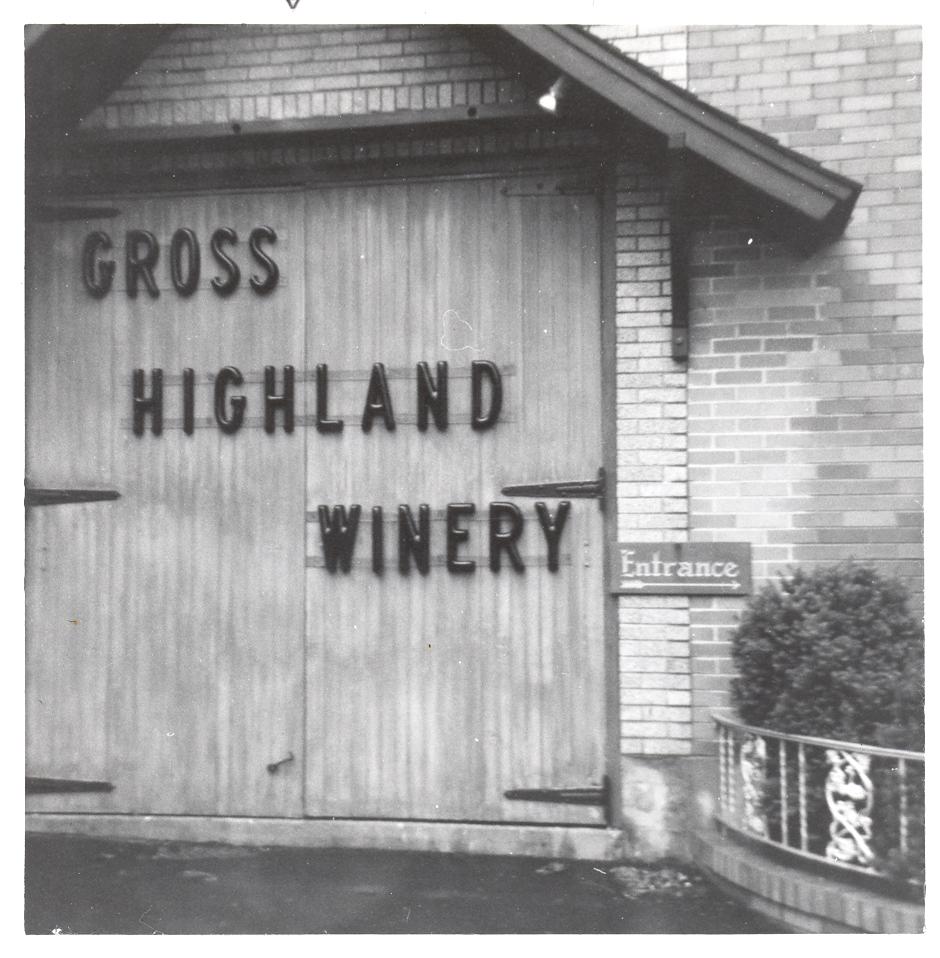 GROSS
HIGHLAND
WINERY
Entrance